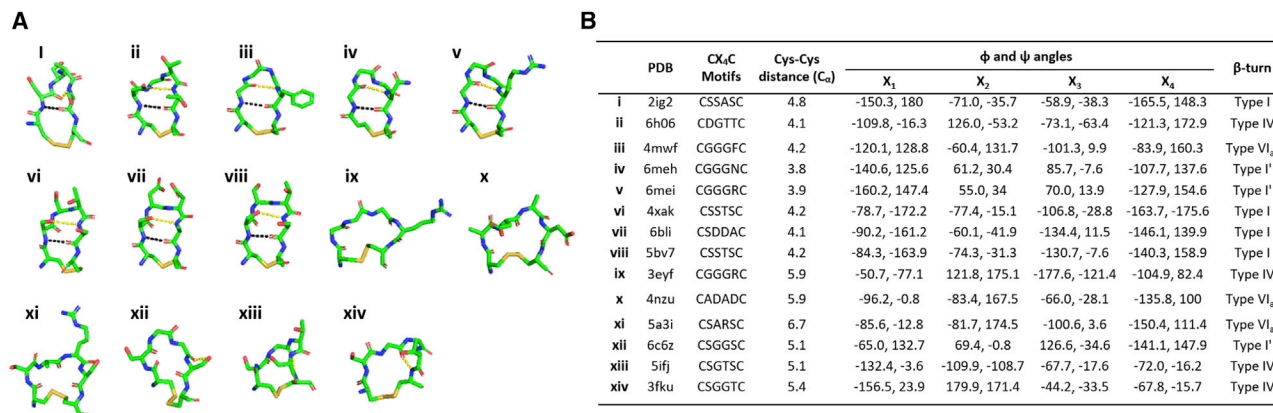 A
I
ii
iii
iv
v
vi
vii
viii
ix
x
xi
xii
xiii
xiv
B
PDB CX4C Motifs Cys-Cys distance (Cα) ϕ and ψ angles β-turn
X1 X2 X3 X4
i 2ig2 CSSASC 4.8 -150.3, 180 -71.0, -35.7 -58.9, -38.3 -165.5, 148.3 Type I
ii 6h06 CDGTTC 4.1 -109.8, -16.3 126.0, -53.2 -73.1, -63.4 -121.3, 172.9 Type IV
iii 4mwf CGGGFC 4.2 -120.1, 128.8 -60.4, 131.7 -101.3, 9.9 -83.9, 160.3 Type VIa
iv 6meh CGGGNC 3.8 -140.6, 125.6 61.2, 30.4 85.7, -7.6 -107.7, 137.6 Type I'
v 6mei CGGGRC 3.9 -160.2, 147.4 55.0, 34 70.0, 13.9 -127.9, 154.6 Type I'
vi 4xak CSSTSC 4.2 -78.7, -172.2 -77.4, -15.1 -106.8, -28.8 -163.7, -175.6 Type I
vii 6bli CSDDAC 4.1 -90.2, -161.2 -60.1, -41.9 -134.4, 11.5 -146.1, 139.9 Type I
viii 5bv7 CSSTSC 4.2 -84.3, -163.9 -74.3, -31.3 -130.7, -7.6 -140.3, 158.9 Type I
ix 3eyf CGGGRC 5.9 -50.7, -77.1 121.8, 175.1 -177.6, -121.4 -104.9, 82.4 Type IV
x 4nzu CADADC 5.9 -96.2, -0.8 -83.4, 167.5 -66.0, -28.1 -135.8, 100 Type VIa
xi 5a3i CSARSC 6.7 -85.6, -12.8 -81.7, 174.5 -100.6, 3.6 -150.4, 111.4 Type VIa
xii 6c6z CSGGSC 5.1 -65.0, 132.7 69.4, -0.8 126.6, -34.6 -141.1, 147.9 Type I'
xiii 5ifj CSGTSC 5.1 -132.4, -3.6 -109.9, -108.7 -67.7, -17.6 -72.0, -16.2 Type IV
xiv 3fku CSGGTC 5.4 -156.5, 23.9 179.9, 171.4 -44.2, -33.5 -67.8, -15.7 Type IV